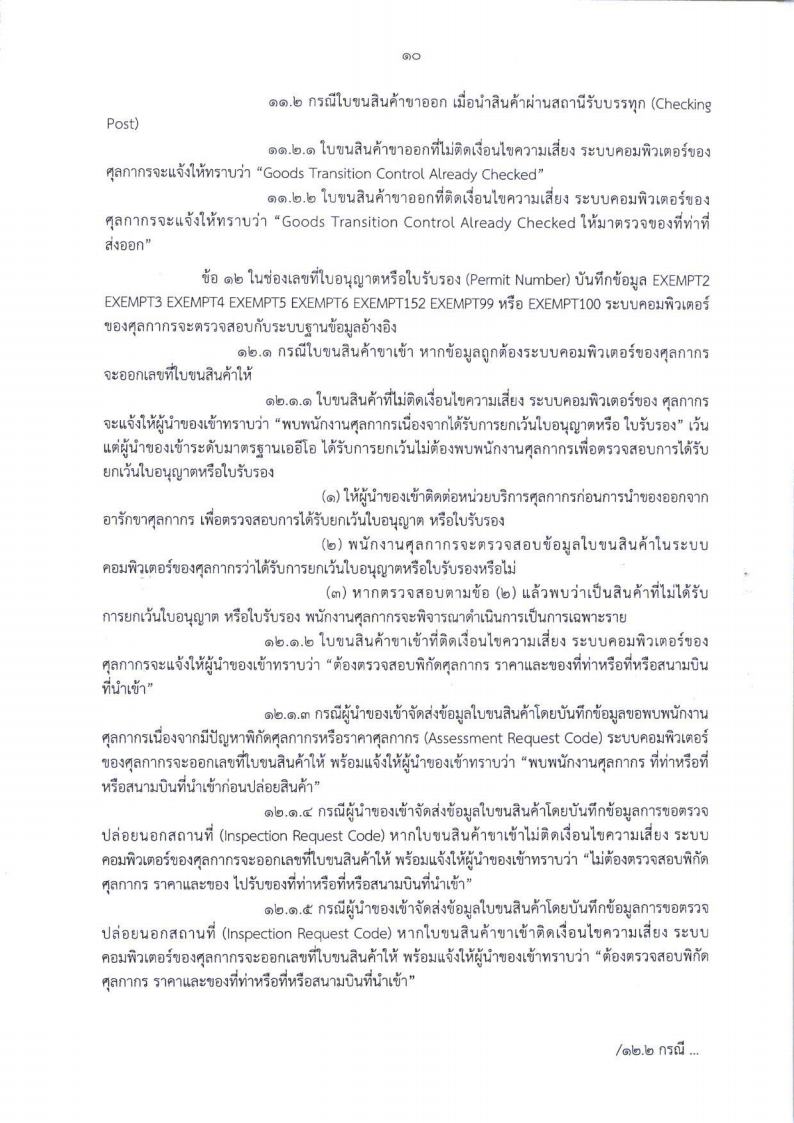 ๑๐
๑๑.๒ กรณีใบขนสินค้าขาออก เมื่อนำสินค้าผ่านสถานีรับบรรทุก (Checking
Post)
๑๑.๒.๑ ใบขนสินค้าขาออกที่ไม่ติดเงื่อนไขความเสี่ยง ระบบคอมพิวเตอร์ของ
ศุลกากรจะแจ้งให้ทราบว่า “Goods Transition Control Already Checked”
๑๑.๒.๒ ใบขนสินค้าขาออกที่ติดเงื่อนไขความเสี่ยง ระบบคอมพิวเตอร์ของ
ศุลกากรจะแจ้งให้ทราบว่า “Goods Transition Control Already Checked ให้มาตรวจของที่ท่าที่
ส่งออก”
ข้อ ๑๒ ในช่องเลขที่ใบอนุญาตหรือใบรับรอง (Permit Number) บันทึกข้อมูล EXEMPT2
EXEMPT3 EXEMPT4 EXEMPT5 EXEMPT6 EXEMPT152 EXEMPT99 หรือ EXEMPT100 ระบบคอมพิวเตอร์
ของศุลกากรจะตรวจสอบกับระบบฐานข้อมูลอ้างอิง
๑๒.๑ กรณีใบขนสินค้าขาเข้า หากข้อมูลถูกต้องระบบคอมพิวเตอร์ของศุลกากร
จะออกเลขที่ใบขนสินค้าให้
๑๒.๑.๑ ใบขนสินค้าที่ไม่ติดเงื่อนไขความเสี่ยง ระบบคอมพิวเตอร์ของ ศุลกากร
จะแจ้งให้ผู้นำของเข้าทราบว่า “พบพนักงานศุลกากรเนื่องจากได้รับการยกเว้นใบอนุญาตหรือ ใบรับรอง” เว้น
แต่ผู้นำของเข้าระดับมาตรฐานเออีโอ ได้รับการยกเว้นไม่ต้องพบพนักงานศุลกากรเพื่อตรวจสอบการได้รับ
ยกเว้นใบอนุญาตหรือใบรับรอง
(๑) ให้ผู้นำของเข้าติดต่อหน่วยบริการศุลกากรก่อนการนำของออกจาก
อารักขาศุลกากร เพื่อตรวจสอบการได้รับยกเว้นใบอนุญาต หรือใบรับรอง
(๒) พนักงานศุลกากรจะตรวจสอบข้อมูลใบขนสินค้าในระบบ
คอมพิวเตอร์ของศุลกากรว่าได้รับการยกเว้นใบอนุญาตหรือใบรับรองหรือไม่
(๓) หากตรวจสอบตามข้อ (๒) แล้วพบว่าเป็นสินค้าที่ไม่ได้รับ
การยกเว้นใบอนุญาต หรือใบรับรอง พนักงานศุลกากรจะพิจารณาดำเนินการเป็นการเฉพาะราย
๑๒.๑.๒ ใบขนสินค้าขาเข้าที่ติดเงื่อนไขความเสี่ยง ระบบคอมพิวเตอร์ของ
ศุลกากรจะแจ้งให้ผู้นำของเข้าทราบว่า “ต้องตรวจสอบพิกัดศุลกากร ราคาและของที่ท่าหรือที่หรือสนามบิน
ที่นำเข้า”
๑๒.๑.๓ กรณีผู้นำของเข้าจัดส่งข้อมูลใบขนสินค้าโดยบันทึกข้อมูลขอพบพนักงาน
ศุลกากรเนื่องจากมีปัญหาพิกัดศุลกากรหรือราคาศุลกากร (Assessment Request Code) ระบบคอมพิวเตอร์
ของศุลกากรจะออกเลขที่ใบขนสินค้าให้ พร้อมแจ้งให้ผู้นำของเข้าทราบว่า “พบพนักงานศุลกากร ที่ท่าหรือที่
หรือสนามบินที่นำเข้าก่อนปล่อยสินค้า”
๑๒.๑.๔ กรณีผู้นำของเข้าจัดส่งข้อมูลใบขนสินค้าโดยบันทึกข้อมูลการขอตรวจ
ปล่อยนอกสถานที่ (Inspection Request Code) หากใบขนสินค้าขาเข้าไม่ติดเงื่อนไขความเสี่ยง ระบบ
คอมพิวเตอร์ของศุลกากรจะออกเลขที่ใบขนสินค้าให้ พร้อมแจ้งให้ผู้นำของเข้าทราบว่า “ไม่ต้องตรวจสอบพิกัด
ศุลกากร ราคาและของ ไปรับของที่ท่าหรือที่หรือสนามบินที่นำเข้า”
๑๒.๑.๕ กรณีผู้นำของเข้าจัดส่งข้อมูลใบขนสินค้าโดยบันทึกข้อมูลการขอตรวจ
ปล่อยนอกสถานที่ (Inspection Request Code) หากใบขนสินค้าขาเข้าติดเงื่อนไขความเสี่ยง ระบบ
คอมพิวเตอร์ของศุลกากรจะออกเลขที่ใบขนสินค้าให้ พร้อมแจ้งให้ผู้นำของเข้าทราบว่า “ต้องตรวจสอบพิกัด
ศุลกากร ราคาและของที่ท่าหรือที่หรือสนามบินที่นำเข้า”
/๑๒.๒ กรณี ...